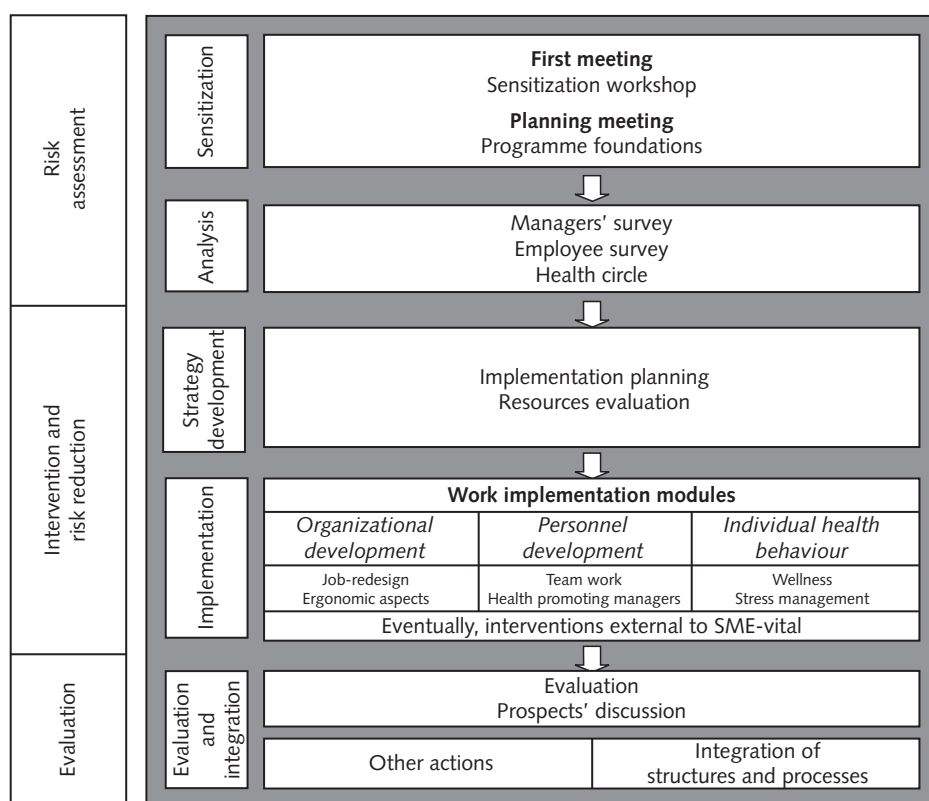 Risk
assessment
Sensitization
First meeting
Sensitization workshop
Planning meeting
Programme foundations
Analysis
Managers' survey
Employee survey
Health circle
Intervention and
risk reduction
Strategy
development
Implementation planning
Resources evaluation
Implementation
Work implementation modules
Organizational
development
Personnel
development
Individual health
behaviour
Job-redesign
Ergonomic aspects
Team work
Health promoting managers
Wellness
Stress management
Eventually, interventions external to SME-vital
Evaluation
Evaluation
and
integration
Evaluation
Prospects' discussion
Other actions
Integration of
structures and processes